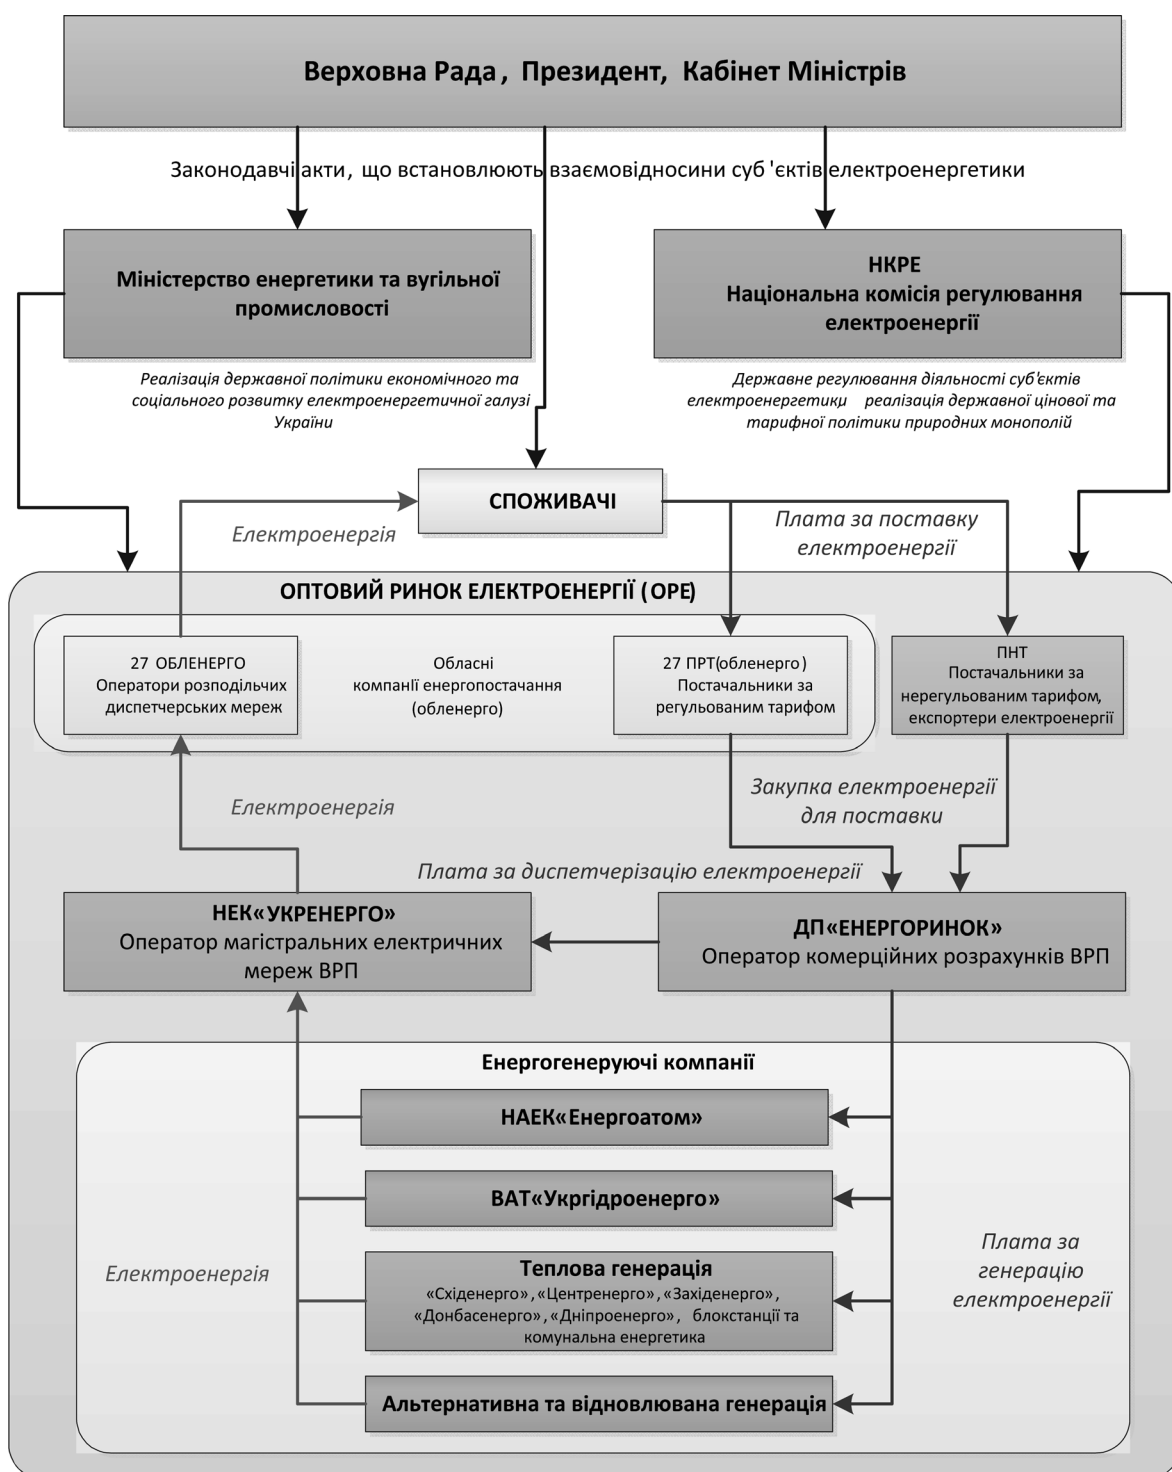 Верховна Рада, Президент, Кабінет Міністрів
Законодавчі акти, що встановлюють взаємовідносини суб'єктів електроенергетики
Міністерство енергетики та вугільної
промисловості
НКРЕ
Національна комісія регулювання
електроенергії
Реалізація державної політики економічного та
соціального розвитку електроенергетичної галузі
України
Державне регулювання діяльності суб'єктів
електроенергетики, реалізація державної цінової та
тарифної політики природних монополій
СПОЖИВАЧІ
Електроенергія
Плата за поставку
електроенергії
ОПТОВИЙ РИНОК ЕЛЕКТРОЕНЕРГІЇ (ОРЕ)
27 ОБЛЕНЕРГО
Оператори розподільчих
диспетчерських мереж
Обласні
компанії енергопостачання
(обленерго)
27 ПРТ(обленерго)
Постачальники за
регульованим тарифом
ПНТ
Постачальники за
нерегульованим тарифом,
експортери електроенергії
Електроенергія
Закупка електроенергії
для поставки
Плата за диспетчерізацію електроенергії
НЕК«УКРЕНЕРГО»
Оператор магістральних електричних
мереж ВРП
ДП«ЕНЕРГОРИНОК»
Оператор комерційних розрахунків ВРП
Енергогенеруючі компанії
НАЕК«Енергоатом»
ВАТ«Укргідроенерго»
Теплова генерація
«Східенерго»,«Центренерго»,«Західенерго»,
«Донбасенерго»,«Дніпроенерго», блокстанції та
комунальна енергетика
Альтернативна та відновлювана генерація
Електроенергія
Плата за
генерацію
електроенергії